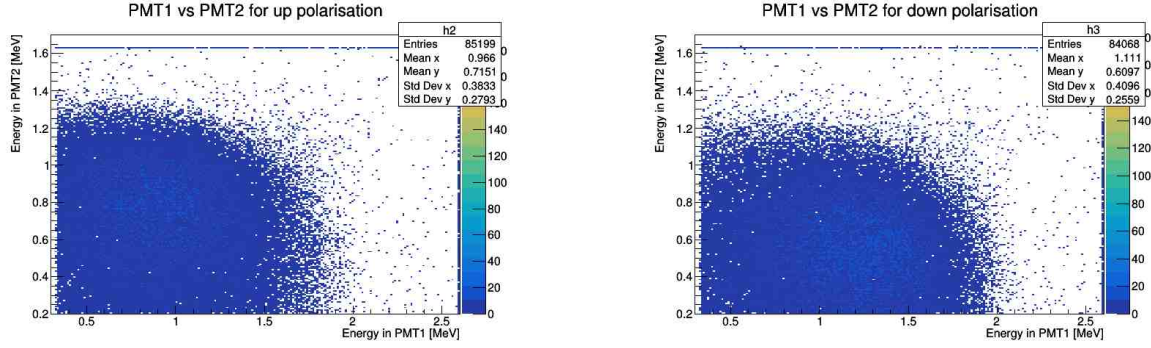 PMT1 vs PMT2 for up polarisation
h2
Entries 85199
Mean x 0.966
Mean y 0.7151
Std Dev x 0.3833
Std Dev y 0.2793
Energy in PMT2 [MeV]
1.6
1.4
1.2
1
0.8
0.6
0.4
0.2
0.5
1
1.5
2
2.5
Energy in PMT1 [MeV]
0
0
0
140
120
100
80
60
40
20
0
PMT1 vs PMT2 for down polarisation
h3
Entries 84068
Mean x 1.111
Mean y 0.6097
Std Dev x 0.4096
Std Dev y 0.2559
Energy in PMT2 [MeV]
1.6
1.4
1.2
1
0.8
0.6
0.4
0.2
0.5
1
1.5
2
2.5
Energy in PMT1 [MeV]
0
0
0
140
120
100
80
60
40
20
0